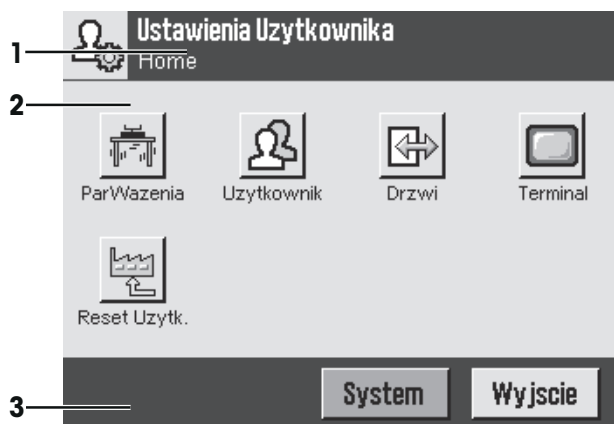 Ustawienia Uzytkownika
1
Home
2
ParWazenia Uzytkownik Drzwi Terminal
Reset Uzytk.
System Wyjscie
3